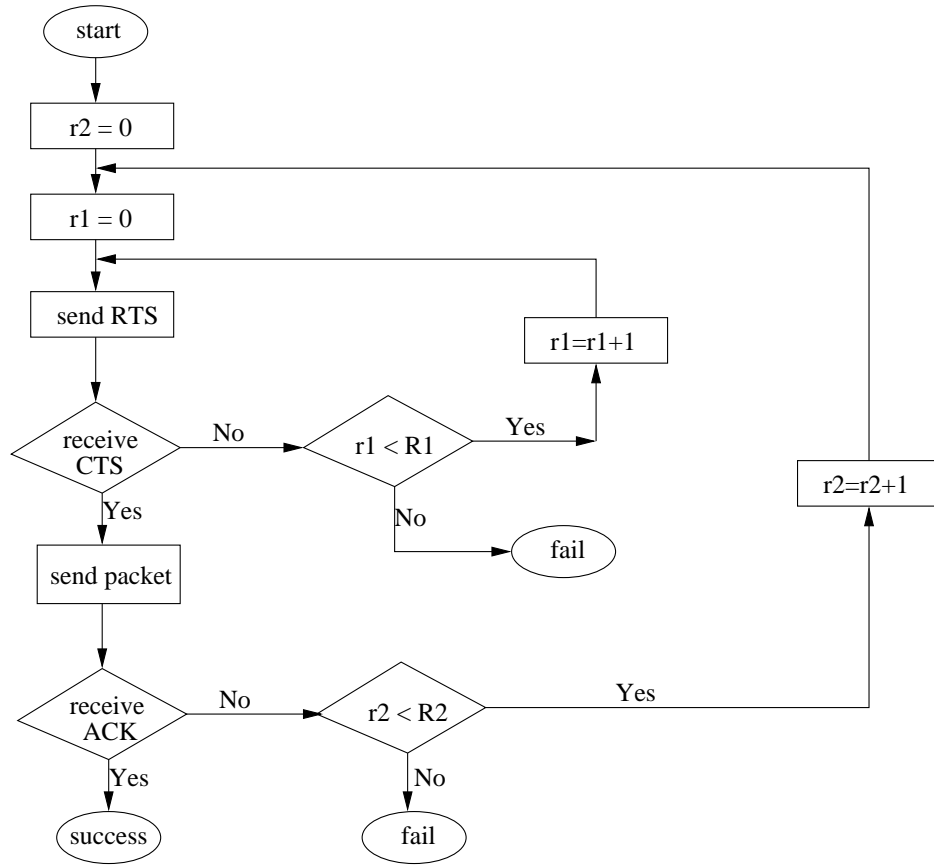 start
r2 = 0
r1 = 0
send RTS
r1=r1+1
receive
CTS
No
r1 < R1
Yes
r2=r2+1
Yes
No
fail
send packet
receive
ACK
No
r2 < R2
Yes
Yes
No
success
fail